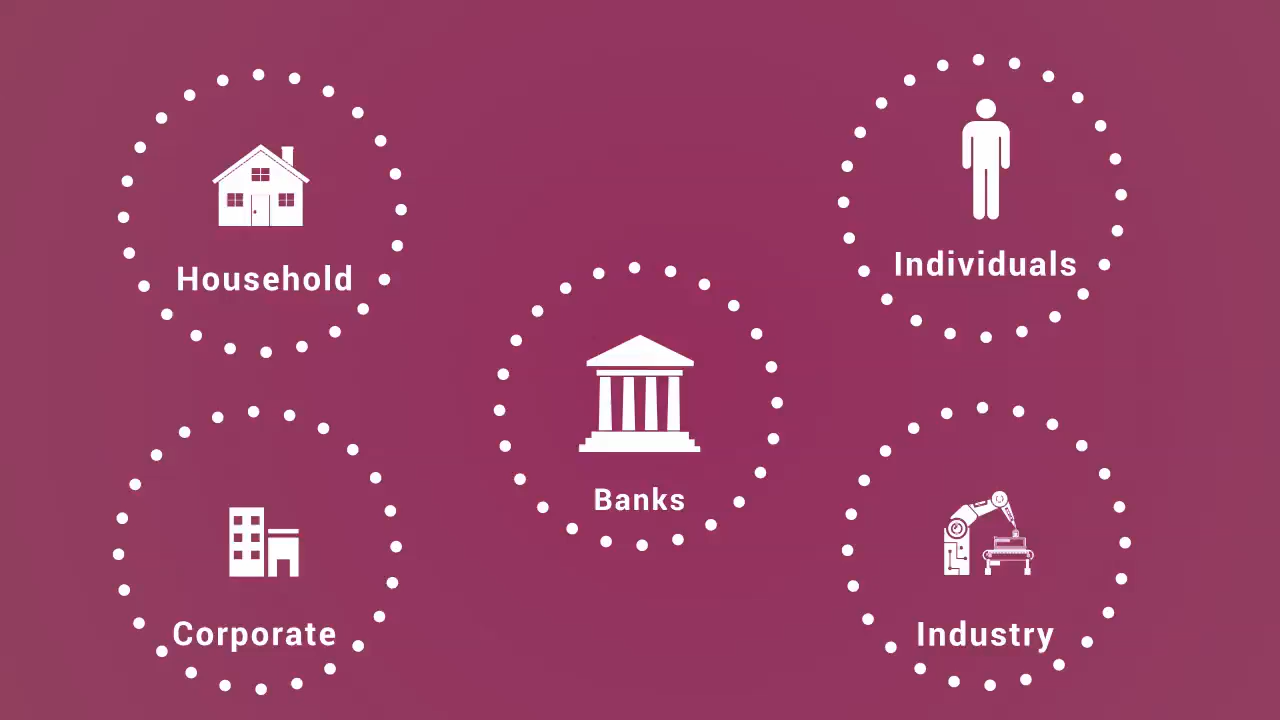 Household
Individuals
Banks
Corporate
Industry